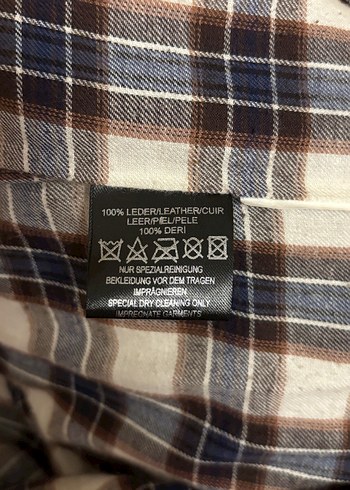 100% LEDER/LEATHER/CUIR
LEER/PIEL/PELE
100% DERİ
NUR SPEZIALREINIGUNG
BEKLEIDUNG VOR DEM TRAGEN
IMPRÄGNIEREN
SPECIAL DRY CLEANING ONLY
IMPREGNATE GARMENTS